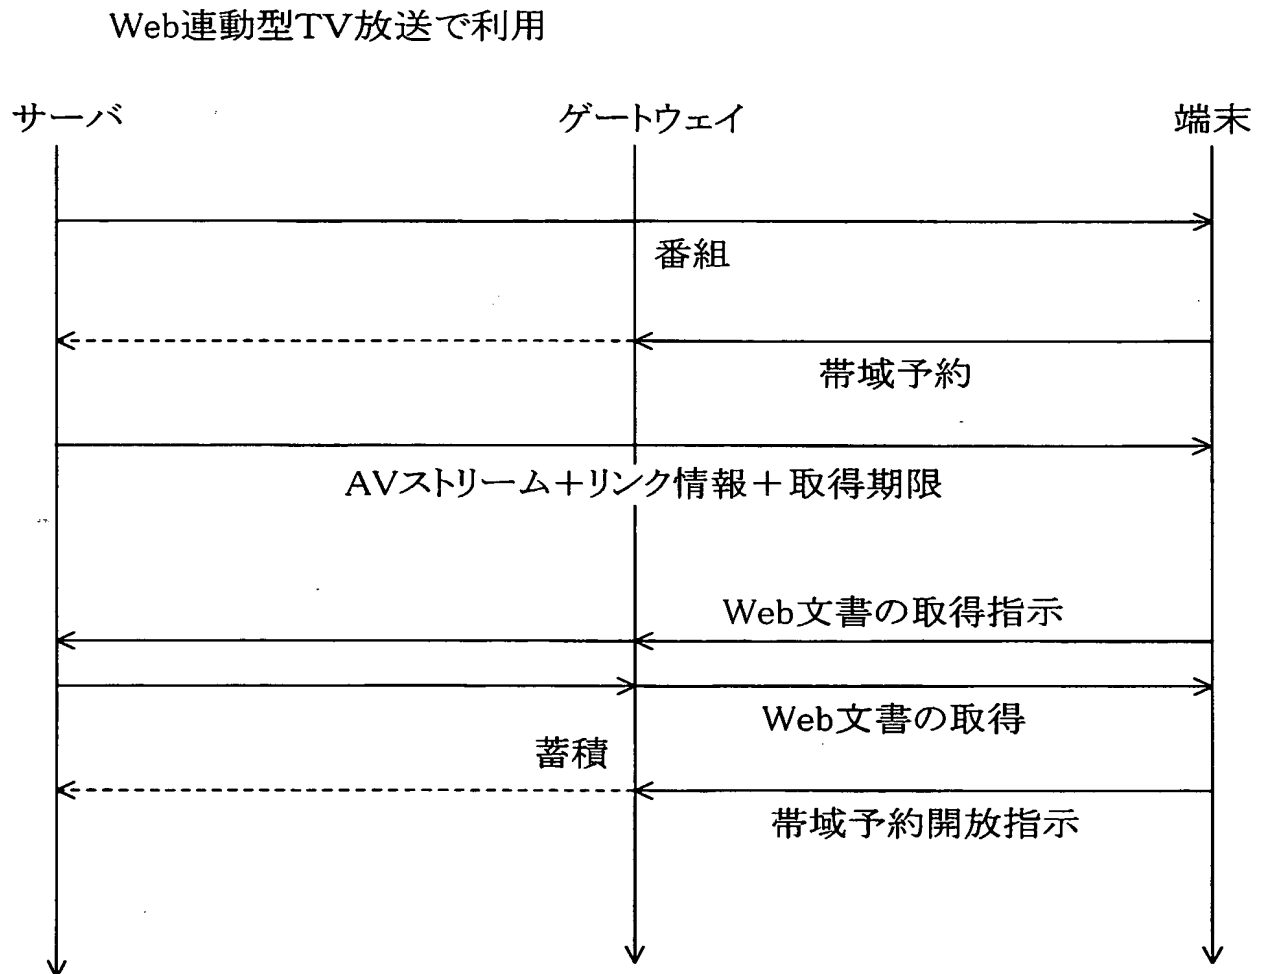 Web連動型TV放送で利用
サーバ ゲートウェイ 端末
番組
帯域予約
AVストリーム＋リンク情報＋取得期限
Web文書の取得指示
Web文書の取得
蓄積
帯域予約開放指示